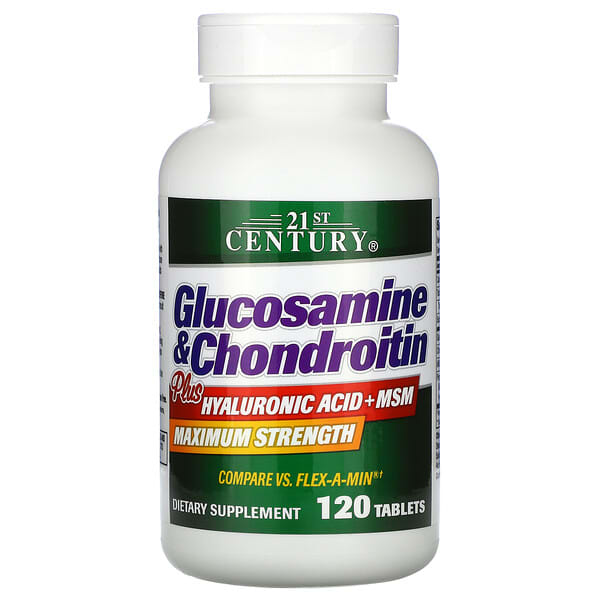 21ST
CENTURY®
Glucosamine
&Chondroitin
Plus
HYALURONIC ACID+MSM
MAXIMUM STRENGTH
COMPARE VS. FLEX-A-MIN®†
DIETARY SUPPLEMENT 120 TABLETS